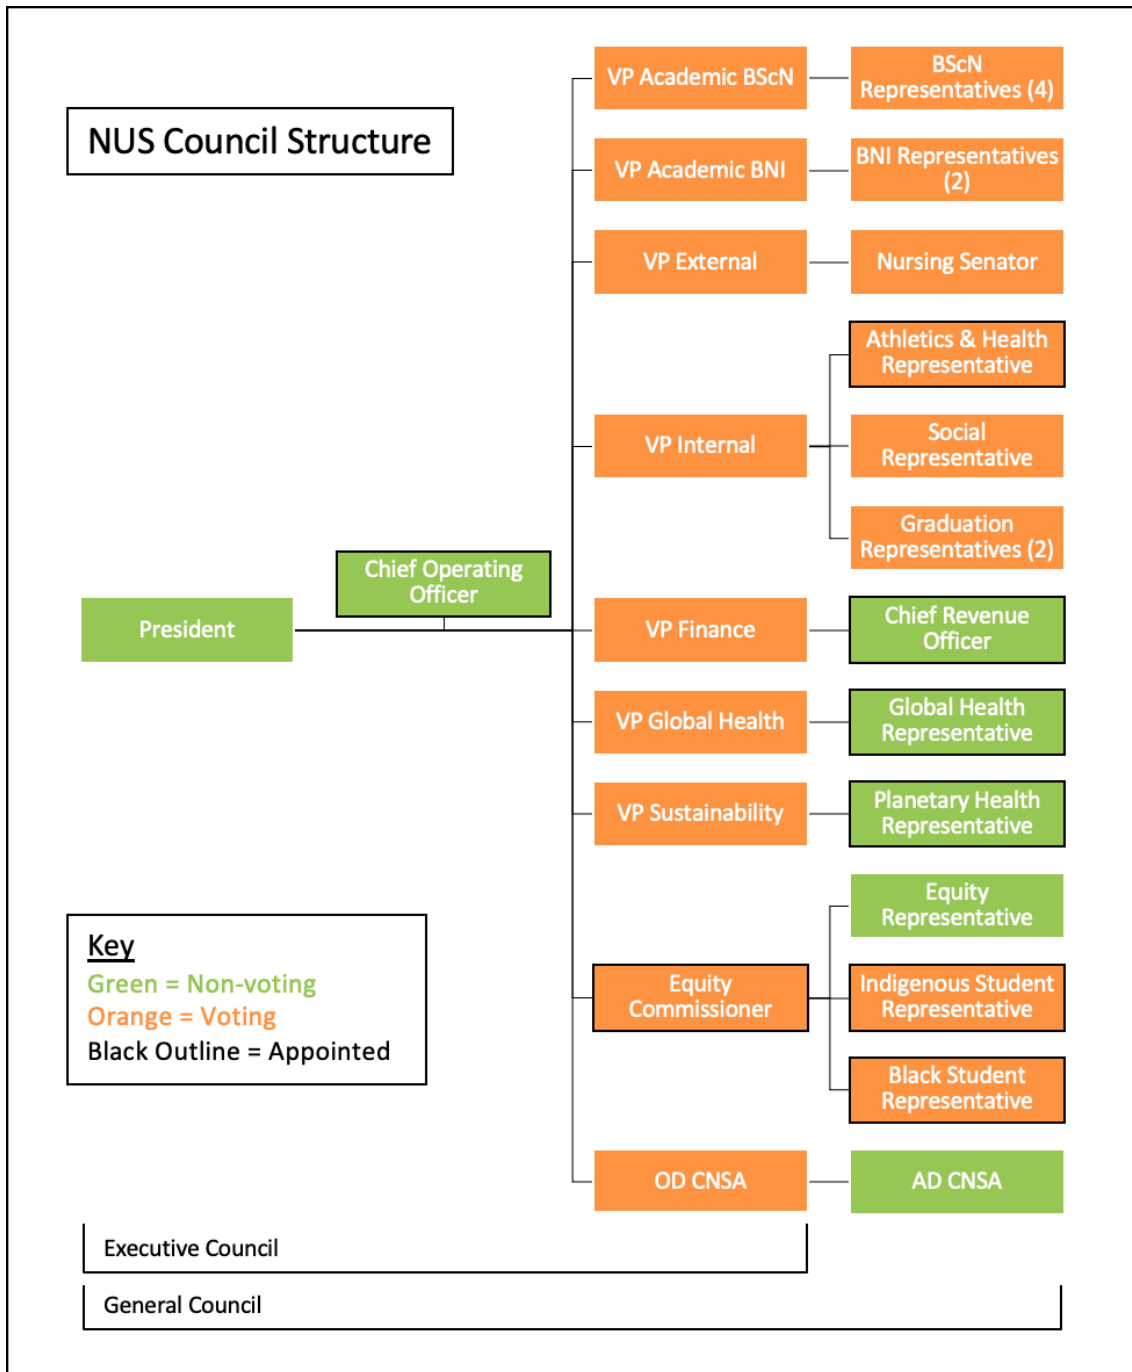 NUS Council Structure
VP Academic BScN
BScN
Representatives (4)
VP Academic BNI
BNI Representatives
(2)
VP External
Nursing Senator
Athletics & Health
Representative
VP Internal
Social
Representative
Graduation
Representatives (2)
Chief Operating
Officer
President
VP Finance
Chief Revenue
Officer
VP Global Health
Global Health
Representative
VP Sustainability
Planetary Health
Representative
Equity
Representative
Equity
Commissioner
Indigenous Student
Representative
Black Student
Representative
OD CNSA
AD CNSA
Key
Green = Non-voting
Orange = Voting
Black Outline = Appointed
Executive Council
General Council